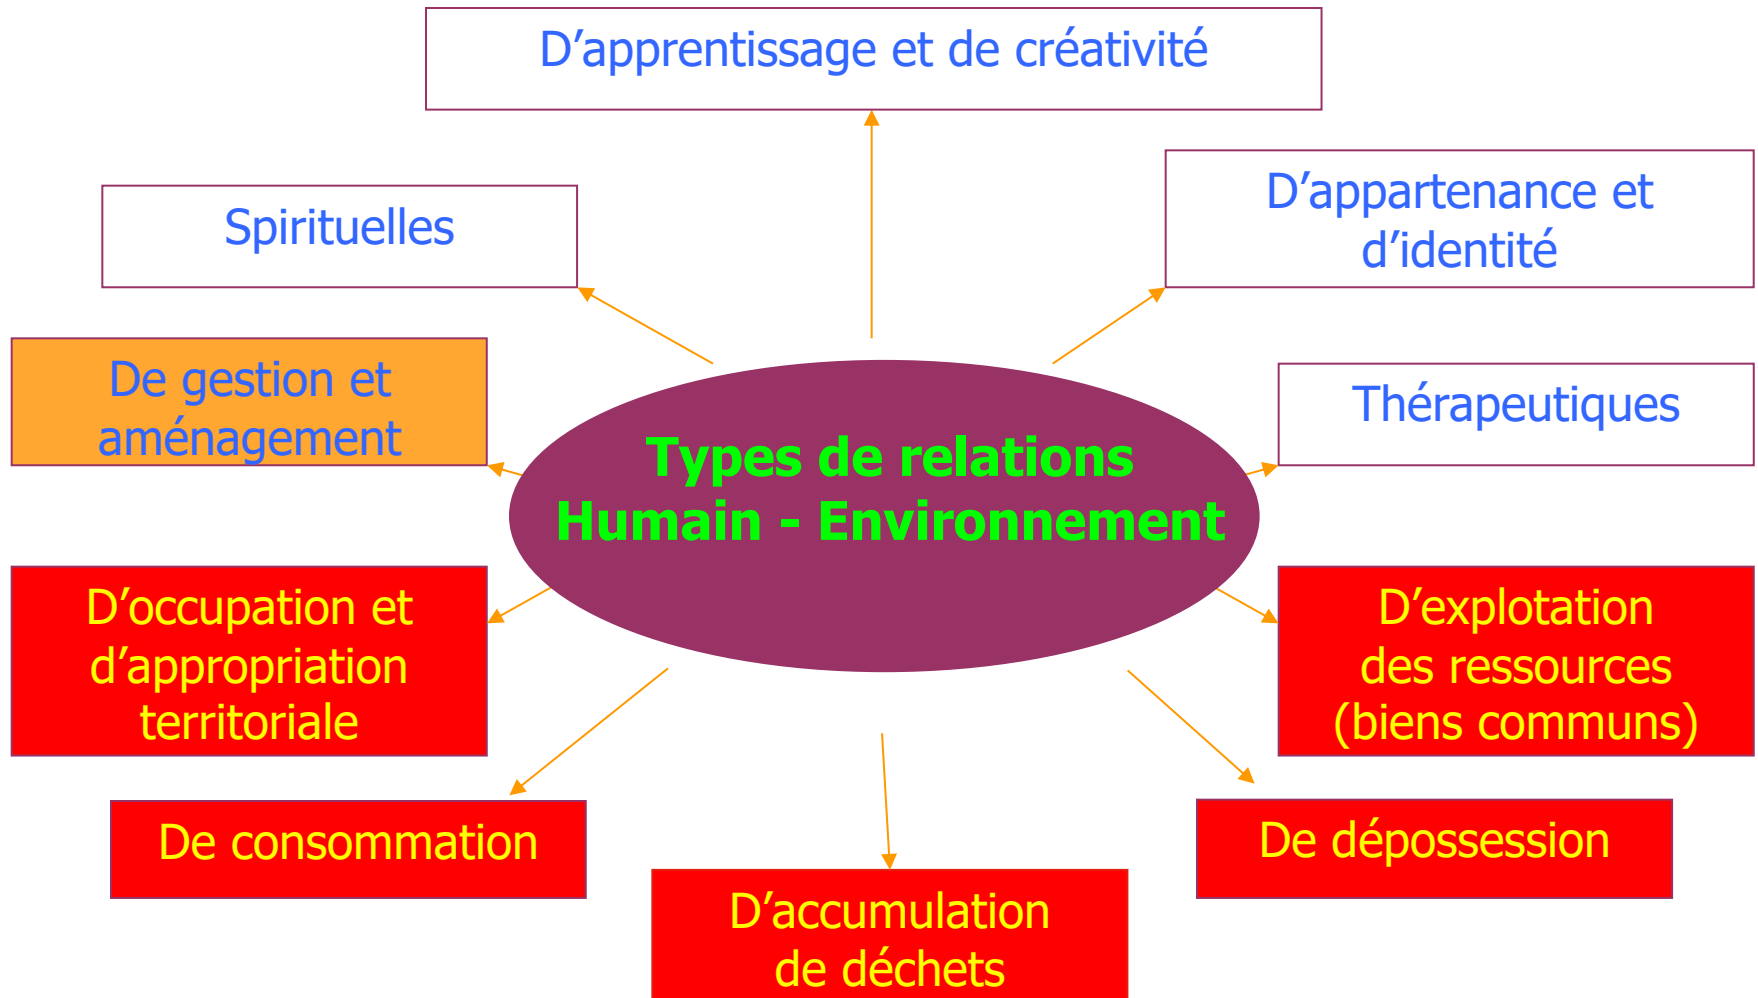 D’apprentissage et de créativité
D’appartenance et
d’identité
Spirituelles
De gestion et
aménagement
Thérapeutiques
Types de relations
Humain - Environnement
D’occupation et
d’appropriation
territoriale
D’explotation
des ressources
(biens communs)
De consommation
De dépossession
D’accumulation
de déchets